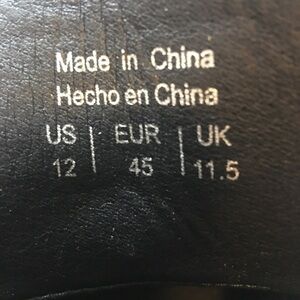 Made in China
Hecho en China
US | EUR | UK
12 | 45 | 11.5